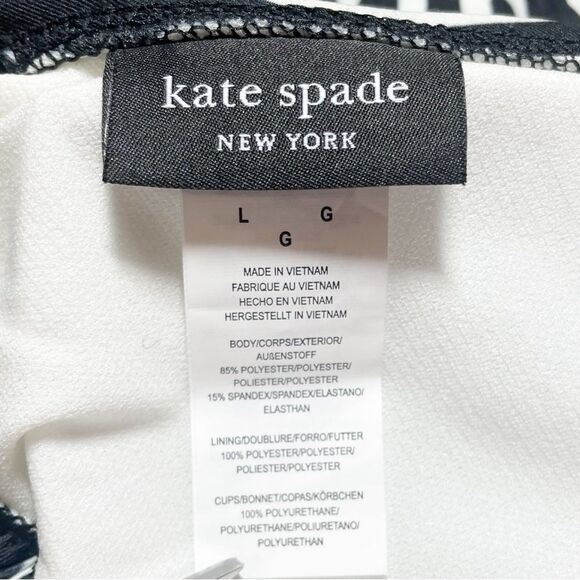 kate spade
NEW YORK
L G
G
MADE IN VIETNAM
FABRIQUE AU VIETNAM
HECHO EN VIETNAM
HERGESTELLT IN VIETNAM
BODY/CORPS/EXTERIOR/
AUßENSTOFF
85% POLYESTER/POLYESTER/
POLIESTER/POLYESTER
15% SPANDEX/SPANDEX/ELASTANO/
ELASTHAN
LINING/DOUBLURE/FORRO/FUTTER
100% POLYESTER/POLYESTER/
POLIESTER/POLYESTER
CUPS/BONNET/COPAS/KÖRBCHEN
100% POLYURETHANE/
POLYURETHANE/POLIURETANO/
POLYURETHAN